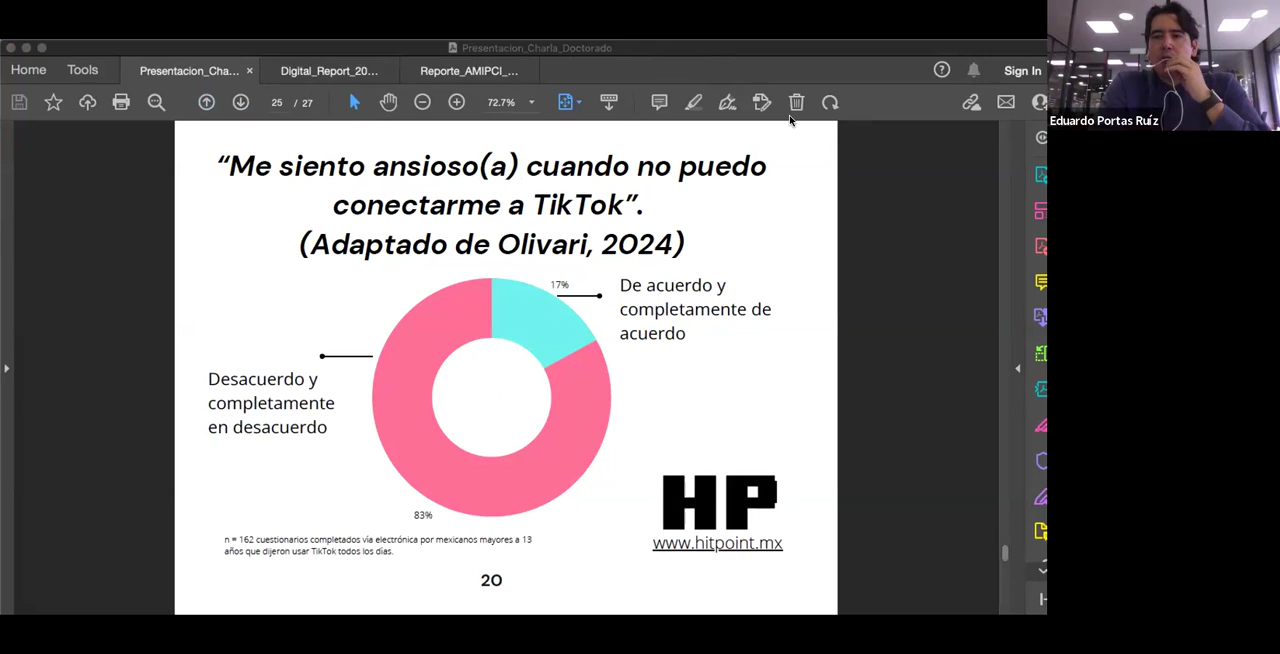 Presentacion_Charla_Doctorado
Home
Tools
Presentacion_Cha...
×
Digital_Report_20...
Reporte_AMIPCI_...
Sign In
25 / 27
72.7%
Eduardo Portas Ruíz
“Me siento ansioso(a) cuando no puedo
conectarme a TikTok”.
(Adaptado de Olivari, 2024)
17%
De acuerdo y
completamente de
acuerdo
Desacuerdo y
completamente
en desacuerdo
83%
HP
www.hitpoint.mx
n = 162 cuestionarios completados vía electrónica por mexicanos mayores a 13
años que dijeron usar TikTok todos los días.
20